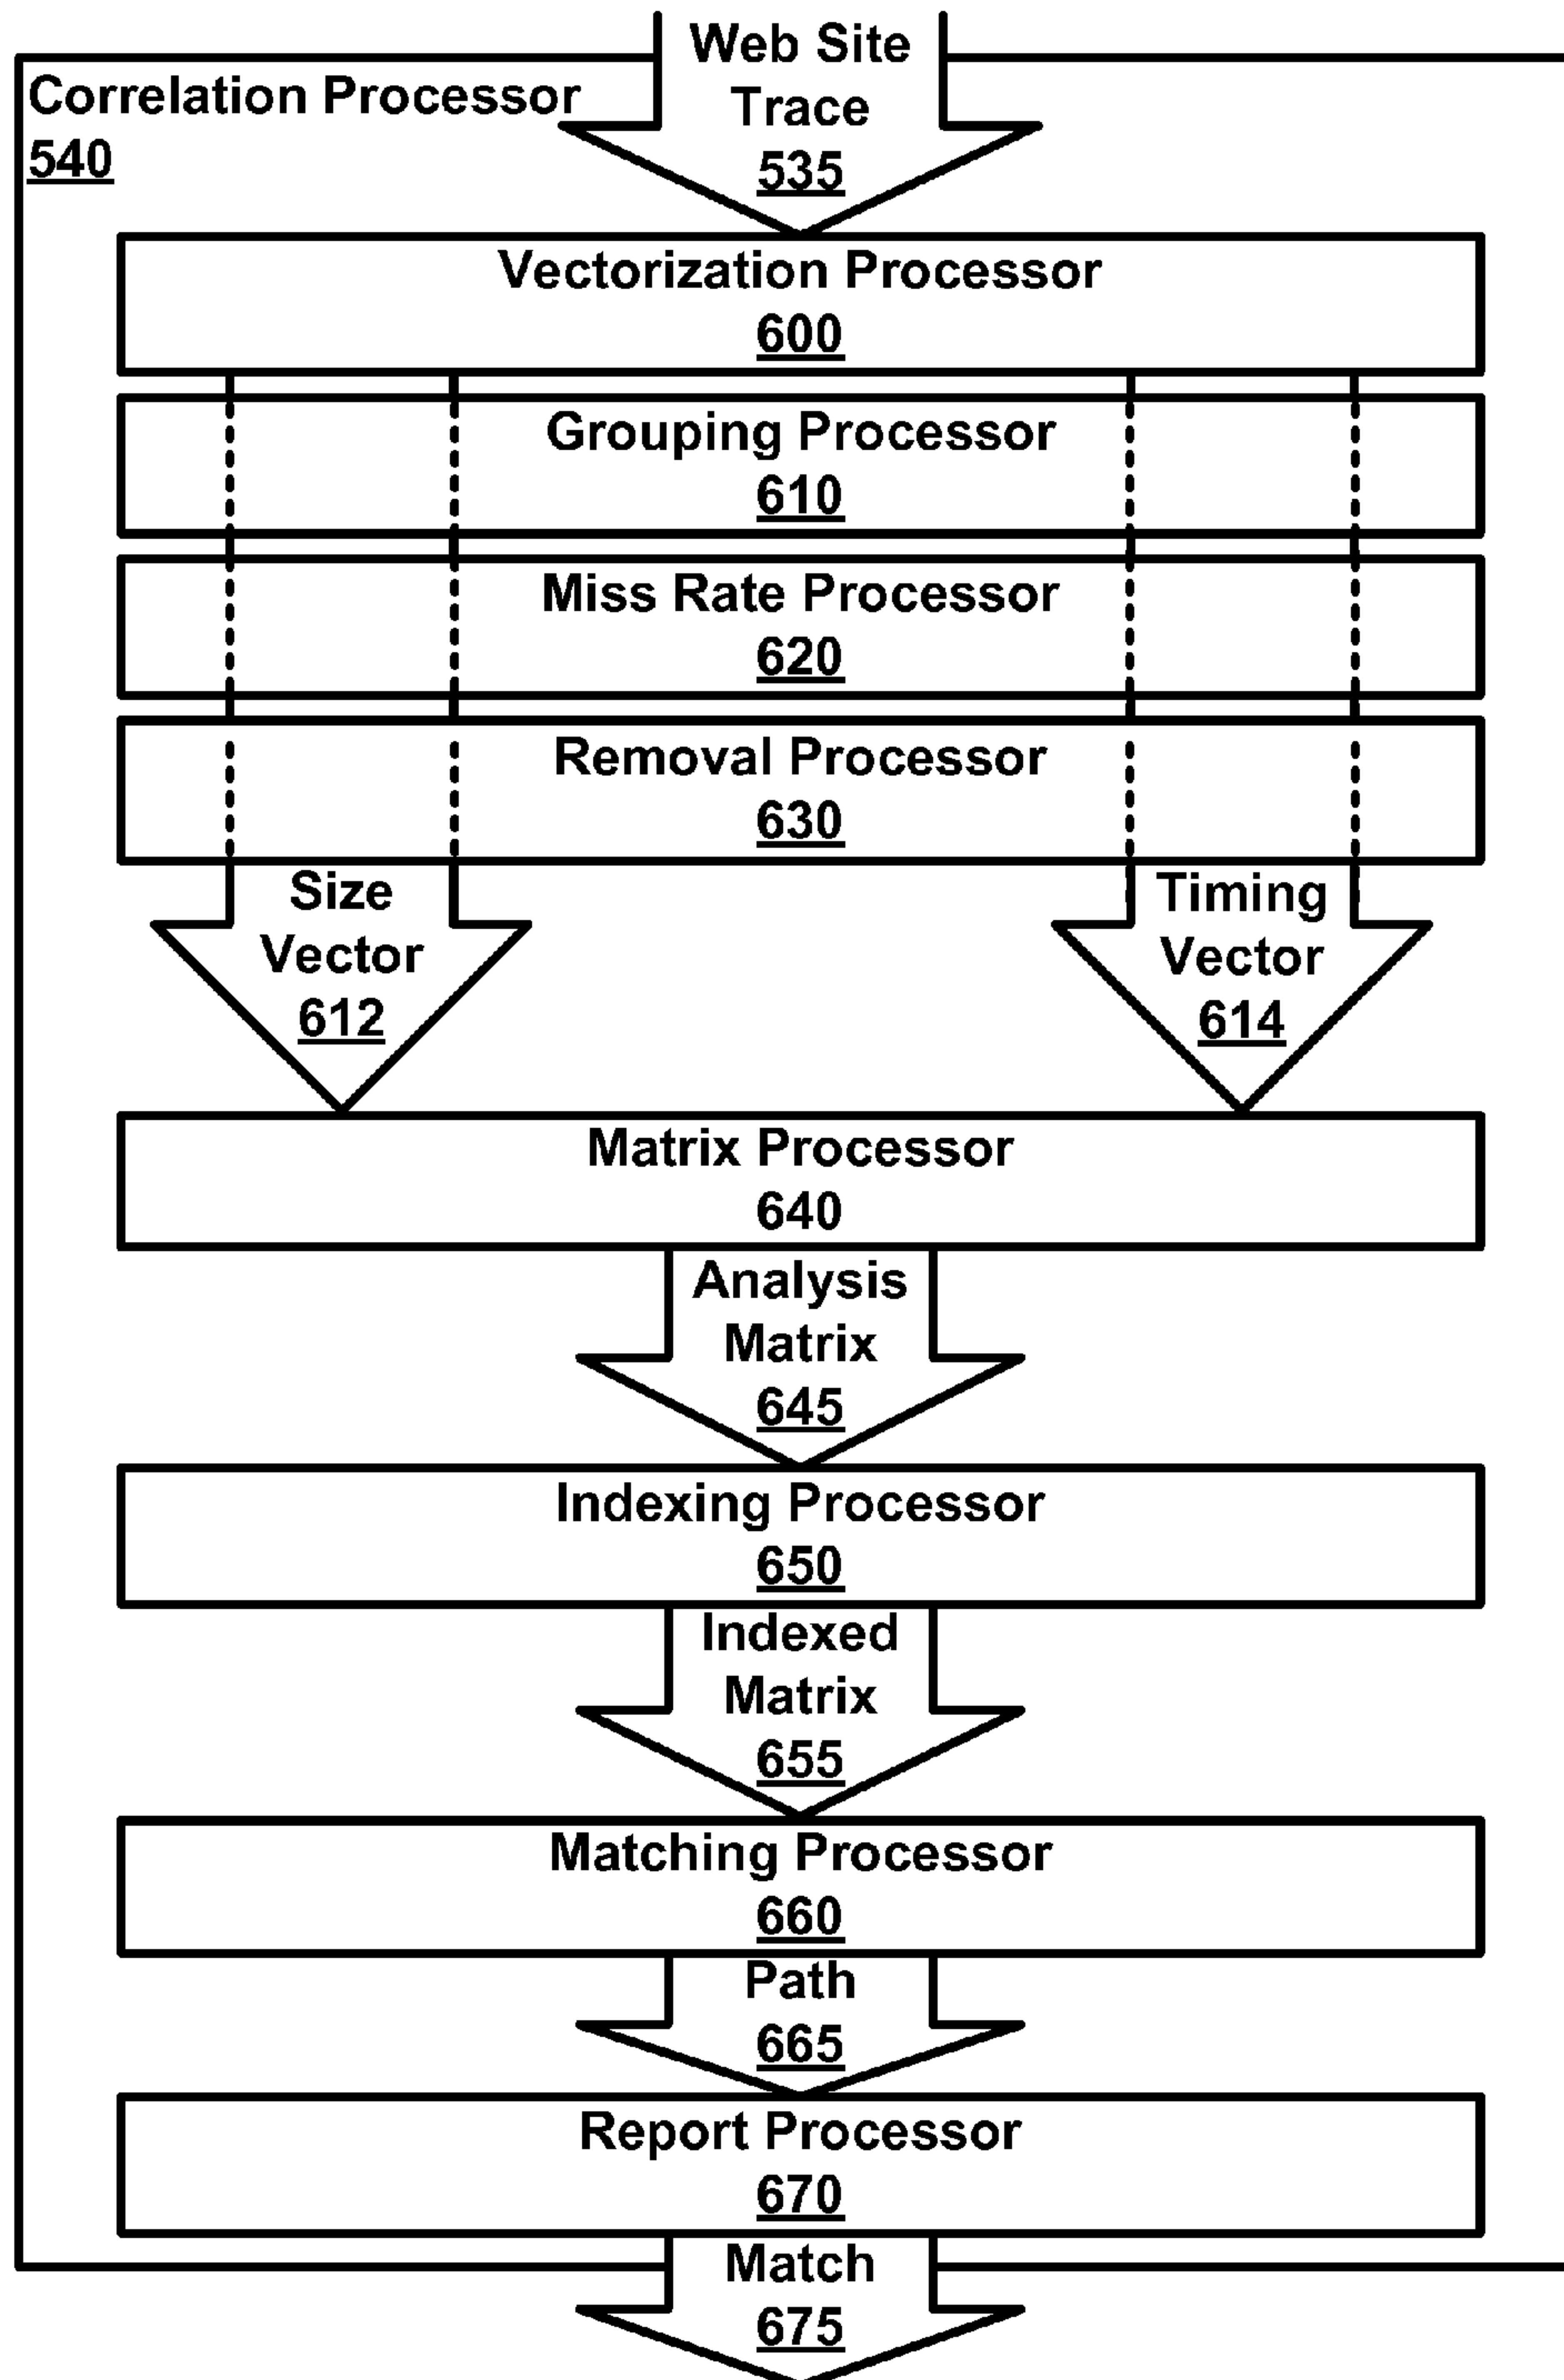 Web Site
Trace
535
Correlation Processor
540
Vectorization Processor
600
Grouping Processor
610
Miss Rate Processor
620
Removal Processor
630
Size
Vector
612
Timing
Vector
614
Matrix Processor
640
Analysis
Matrix
645
Indexing Processor
650
Indexed
Matrix
655
Matching Processor
660
Path
665
Report Processor
670
Match
675